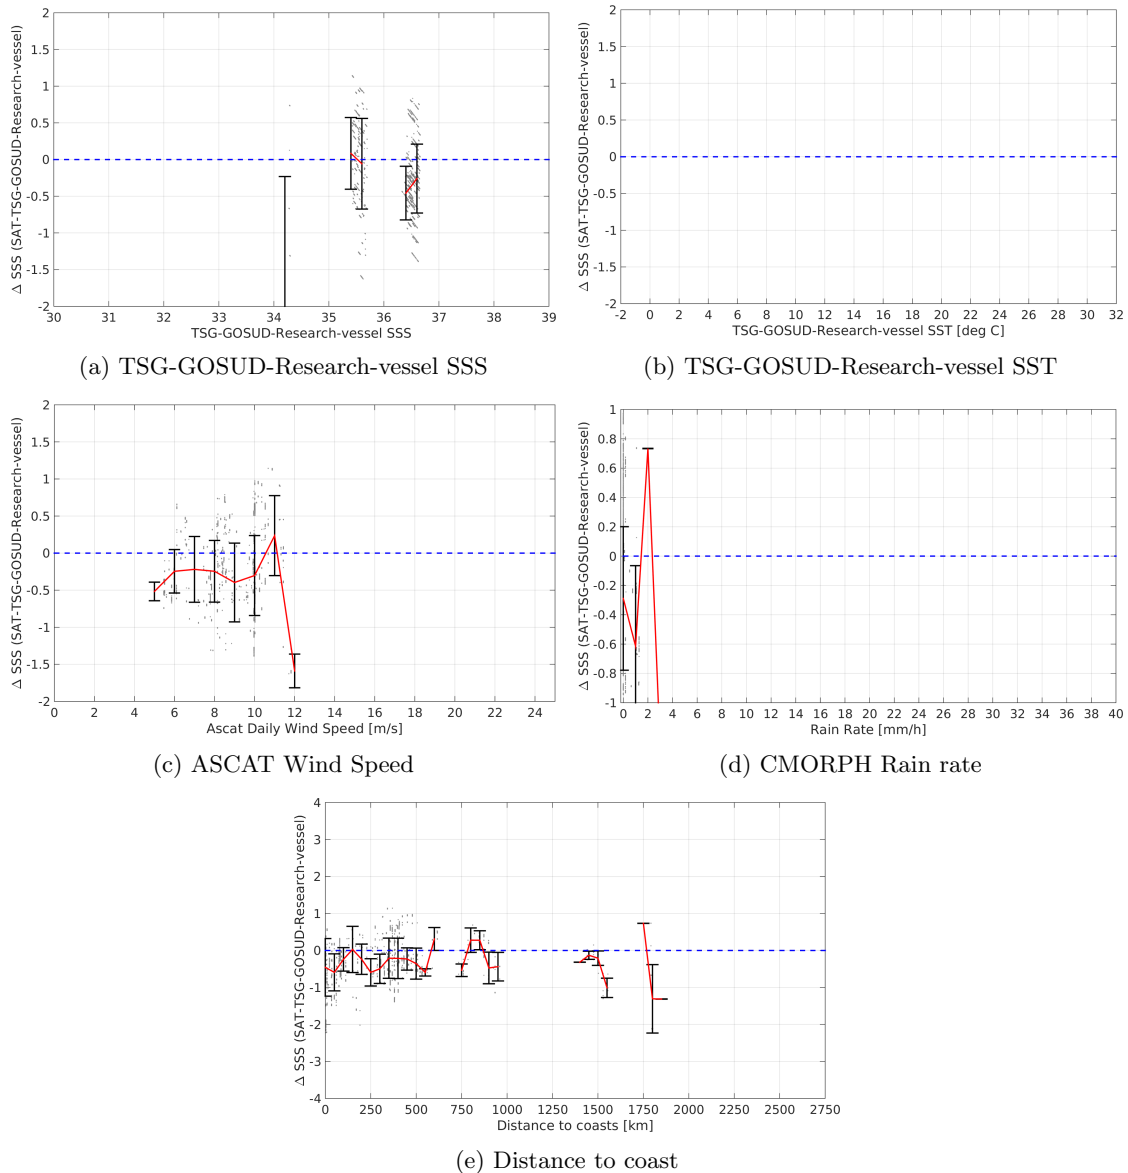 Δ SSS (SAT-TSG-GOSUD-Research-vessel)
2
1.5
1
0.5
0
-0.5
-1
-1.5
-2
30 31 32 33 34 35 36 37 38 39
TSG-GOSUD-Research-vessel SSS
(a) TSG-GOSUD-Research-vessel SSS
Δ SSS (SAT-TSG-GOSUD-Research-vessel)
2
1.5
1
0.5
0
-0.5
-1
-1.5
-2
-2 0 2 4 6 8 10 12 14 16 18 20 22 24 26 28 30 32
TSG-GOSUD-Research-vessel SST [deg C]
(b) TSG-GOSUD-Research-vessel SST
Δ SSS (SAT-TSG-GOSUD-Research-vessel)
2
1.5
1
0.5
0
-0.5
-1
-1.5
-2
0 2 4 6 8 10 12 14 16 18 20 22 24
Ascat Daily Wind Speed [m/s]
(c) ASCAT Wind Speed
Δ SSS (SAT-TSG-GOSUD-Research-vessel)
1
0.8
0.6
0.4
0.2
0
-0.2
-0.4
-0.6
-0.8
-1
0 2 4 6 8 10 12 14 16 18 20 22 24 26 28 30 32 34 36 38 40
Rain Rate [mm/h]
(d) CMORPH Rain rate
Δ SSS (SAT-TSG-GOSUD-Research-vessel)
4
3
2
1
0
-1
-2
-3
-4
0 250 500 750 1000 1250 1500 1750 2000 2250 2500 2750
Distance to coasts [km]
(e) Distance to coast